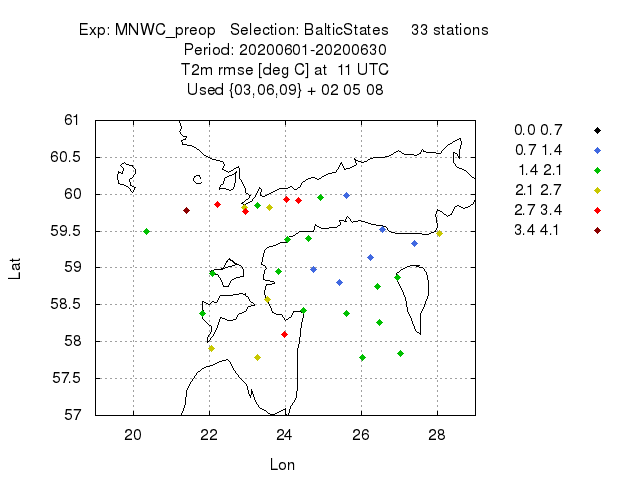 Exp: MNWC_preop Selection: BalticStates 33 stations
Period: 20200601-20200630
T2m rmse [deg C] at 11 UTC
Used {03,06,09} + 02 05 08
61
60.5
60
59.5
59
58.5
58
57.5
57
Lat
20 22 24 26 28
Lon
0.0 0.7
0.7 1.4
1.4 2.1
2.1 2.7
2.7 3.4
3.4 4.1